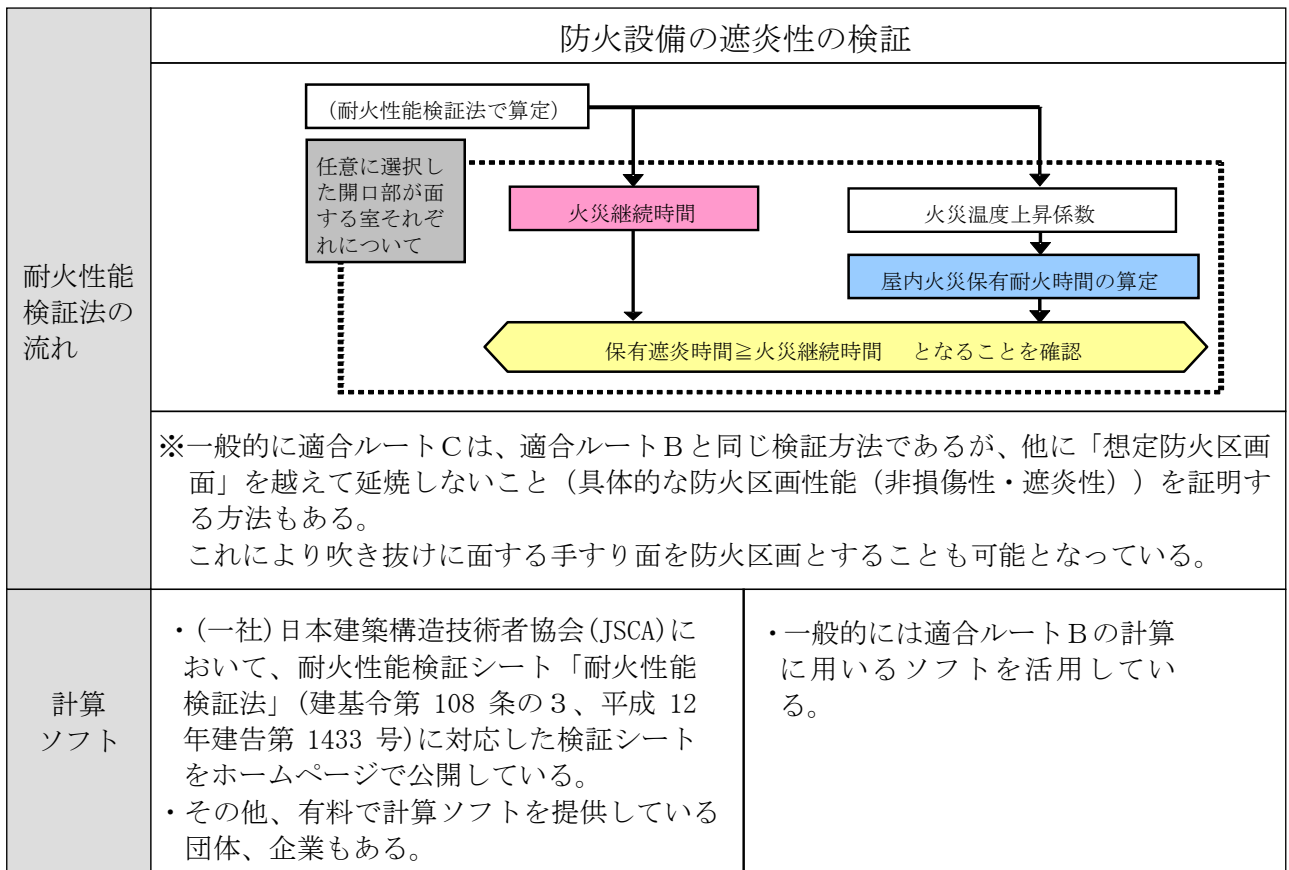 防火設備の遮炎性の検証
(耐火性能検証法で算定)
任意に選択し
た開口部が面
する室それぞ
れについて
火災継続時間
火災温度上昇係数
屋内火災保有耐火時間の算定
保有遮炎時間≧火災継続時間　となることを確認
耐火性能
検証法の
流れ
※一般的に適合ルートCは、適合ルートBと同じ検証方法であるが、他に「想定防火区画
面」を越えて延焼しないこと（具体的な防火区画性能（非損傷性・遮炎性））を証明す
る方法もある。
これにより吹き抜けに面する手すり面を防火区画とすることも可能となっている。
計算
ソフト
・(一社)日本建築構造技術者協会(JSCA)に
おいて、耐火性能検証シート「耐火性能
検証法」(建基令第 108 条の３、平成 12
年建告第 1433 号)に対応した検証シート
をホームページで公開している。
・その他、有料で計算ソフトを提供している
団体、企業もある。
・一般的には適合ルートＢの計算
に用いるソフトを活用してい
る。